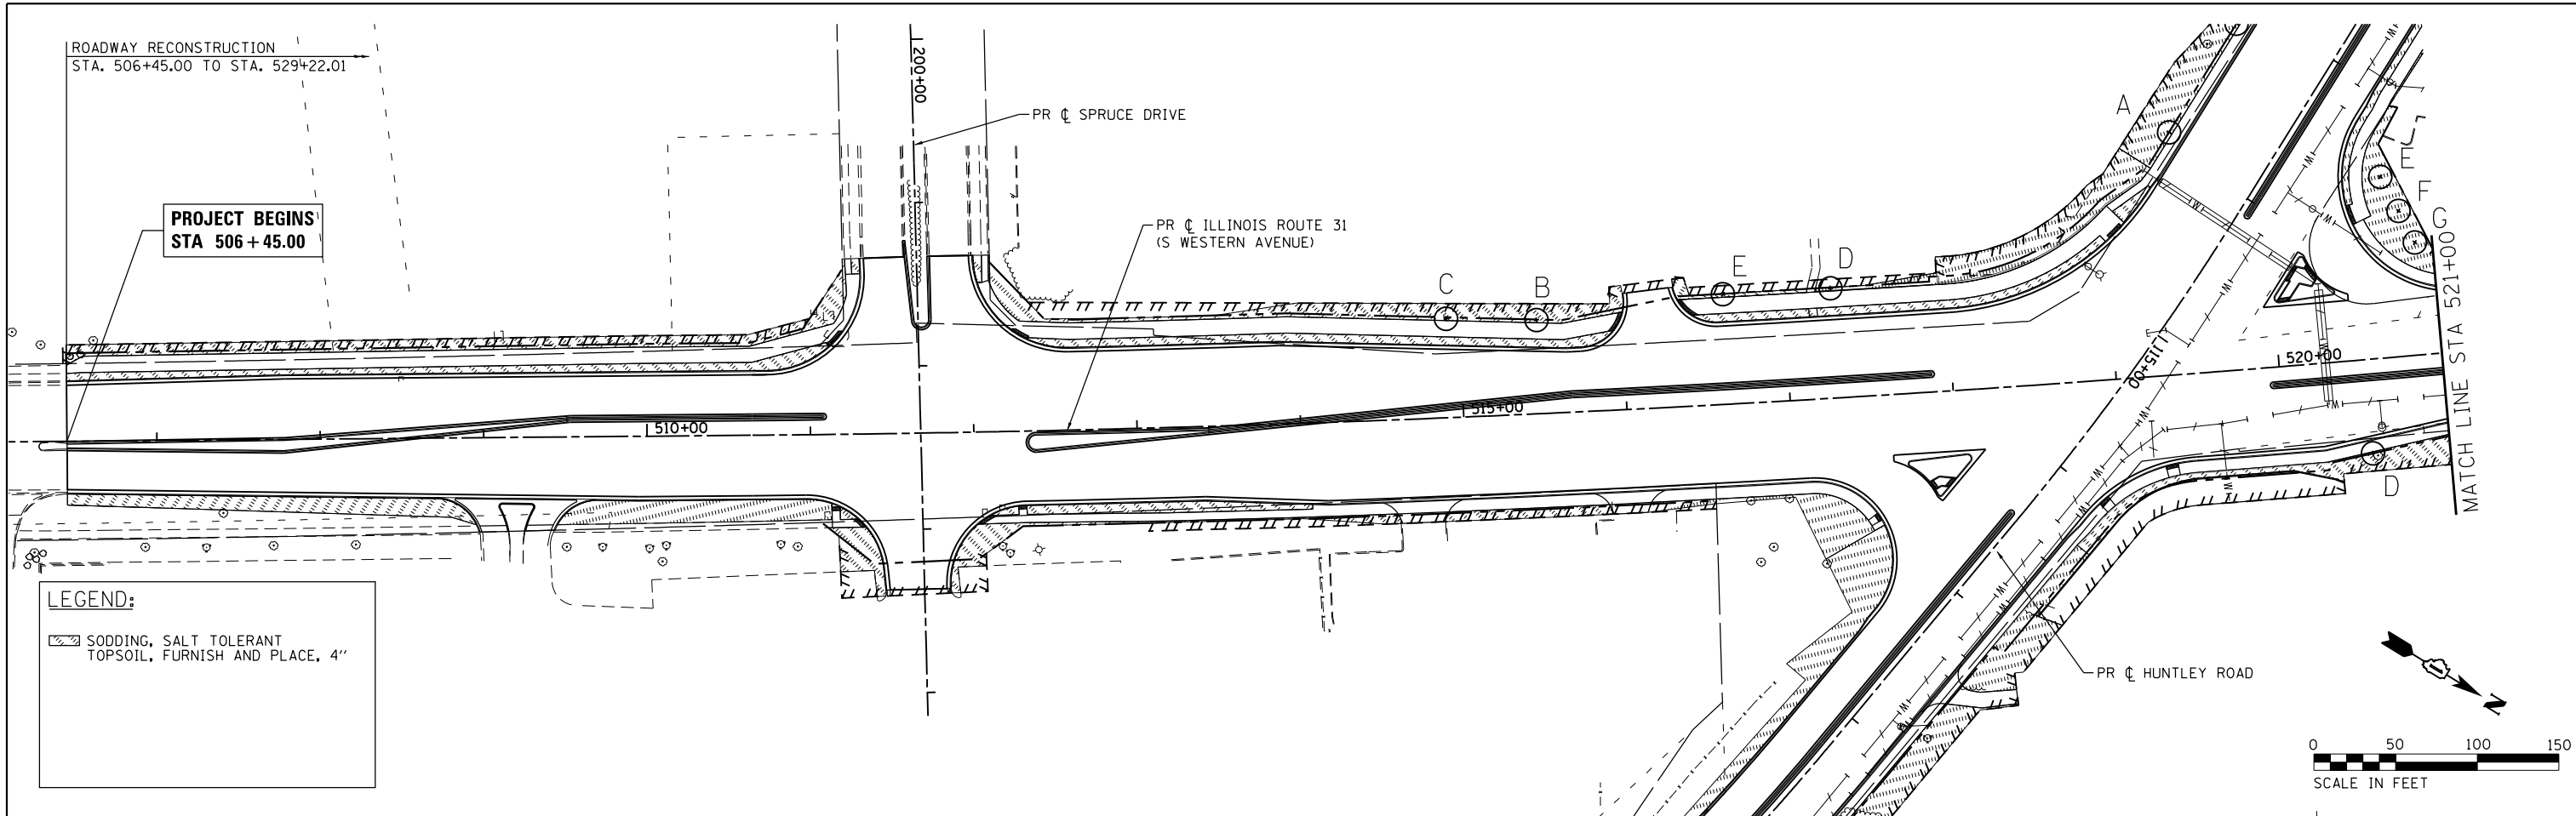 ROADWAY RECONSTRUCTION
STA. 506+45.00 TO STA. 529+22.01
200+00
PR ℄ SPRUCE DRIVE
A
PROJECT BEGINS
STA 506+45.00
PR ℄ ILLINOIS ROUTE 31
(S WESTERN AVENUE)
C
B
E
D
E
F
G
MATCH LINE STA 521+00
115+00
520+00
515+00
510+00
D
LEGEND:
SODDING, SALT TOLERANT
TOPSOIL, FURNISH AND PLACE, 4"
PR ℄ HUNTLEY ROAD
N
0 50 100 150
SCALE IN FEET